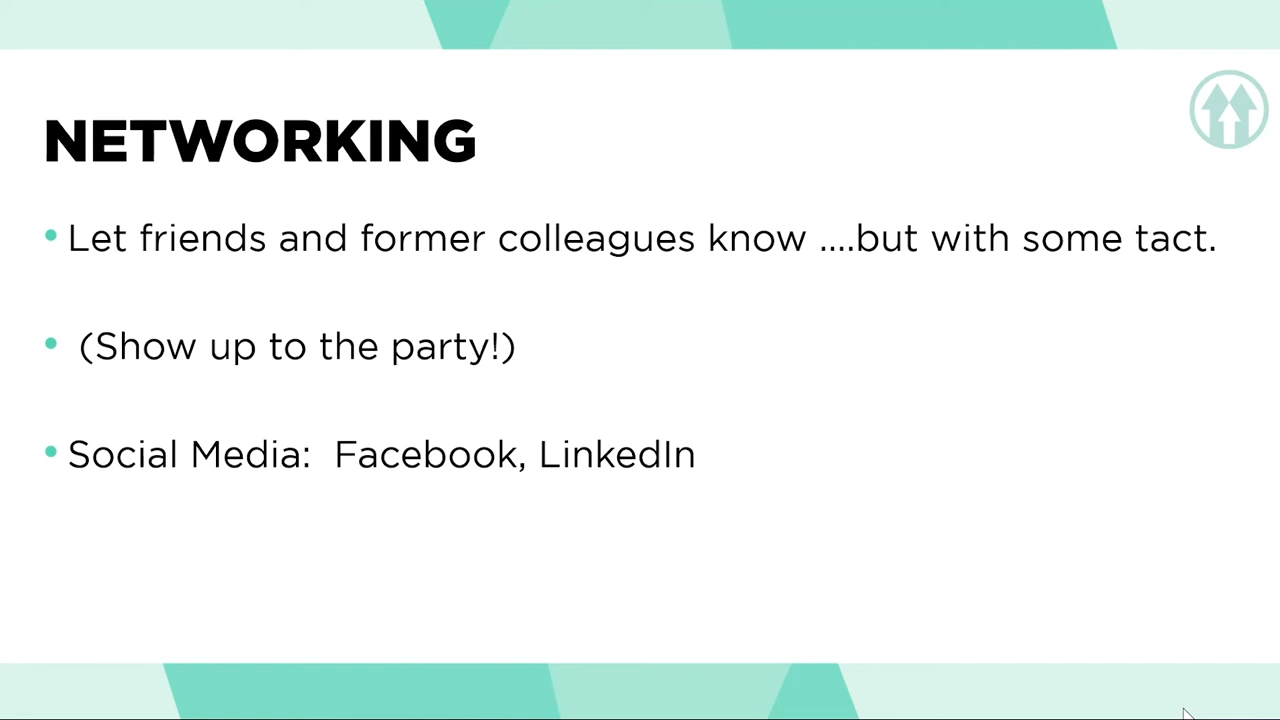 NETWORKING
• Let friends and former colleagues know ....but with some tact.
• (Show up to the party!)
• Social Media:  Facebook, LinkedIn